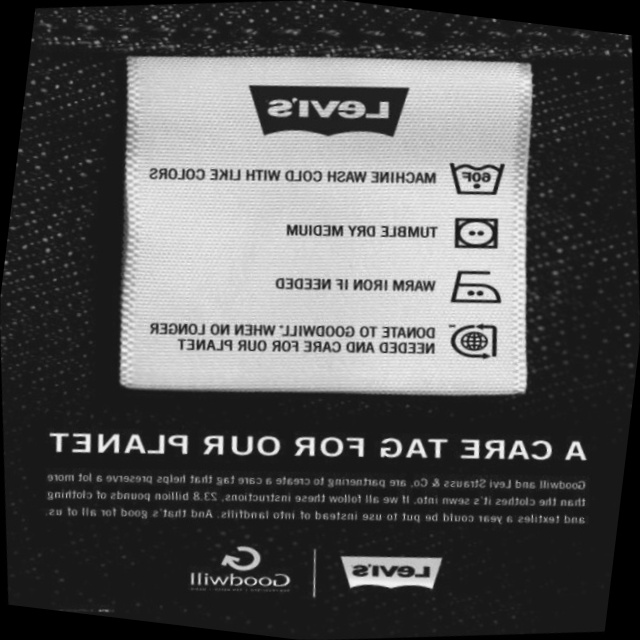 LEVI'S
60F
MACHINE WASH COLD WITH LIKE COLORS
TUMBLE DRY MEDIUM
WARM IRON IF NEEDED
DONATE TO GOODWILL™ WHEN NO LONGER
NEEDED AND CARE FOR OUR PLANET
A CARE TAG FOR OUR PLANET
Goodwill and Levi Strauss & Co. are partnering to create a care tag that helps preserve a lot more
than the clothes it's sewn into. If we all follow these instructions, 23.8 billion pounds of clothing
and textiles a year could be put to use instead of into landfills. And that's good for all of us.
LEVI'S
Goodwill